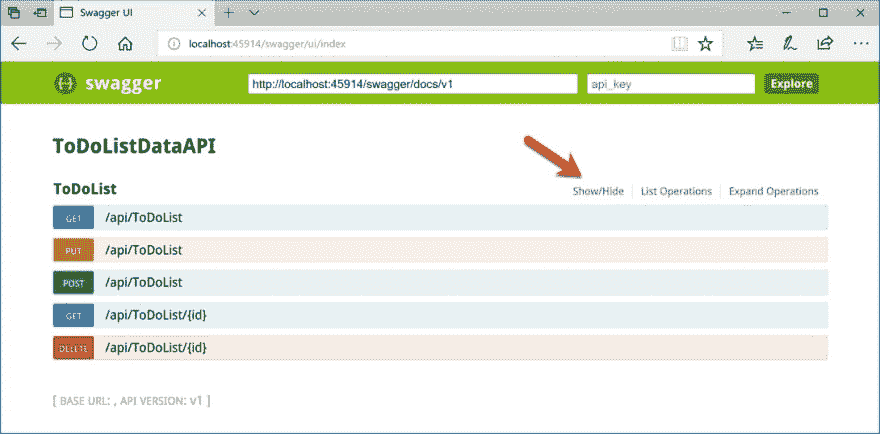 Swagger UI
localhost:45914/swagger/ui/index
swagger http://localhost:45914/swagger/docs/v1 api_key Explore
ToDoListDataAPI
ToDoList Show/Hide List Operations Expand Operations
GET /api/ToDoList
PUT /api/ToDoList
POST /api/ToDoList
GET /api/ToDoList/{id}
DELETE /api/ToDoList/{id}
[ BASE URL: , API VERSION: v1 ]